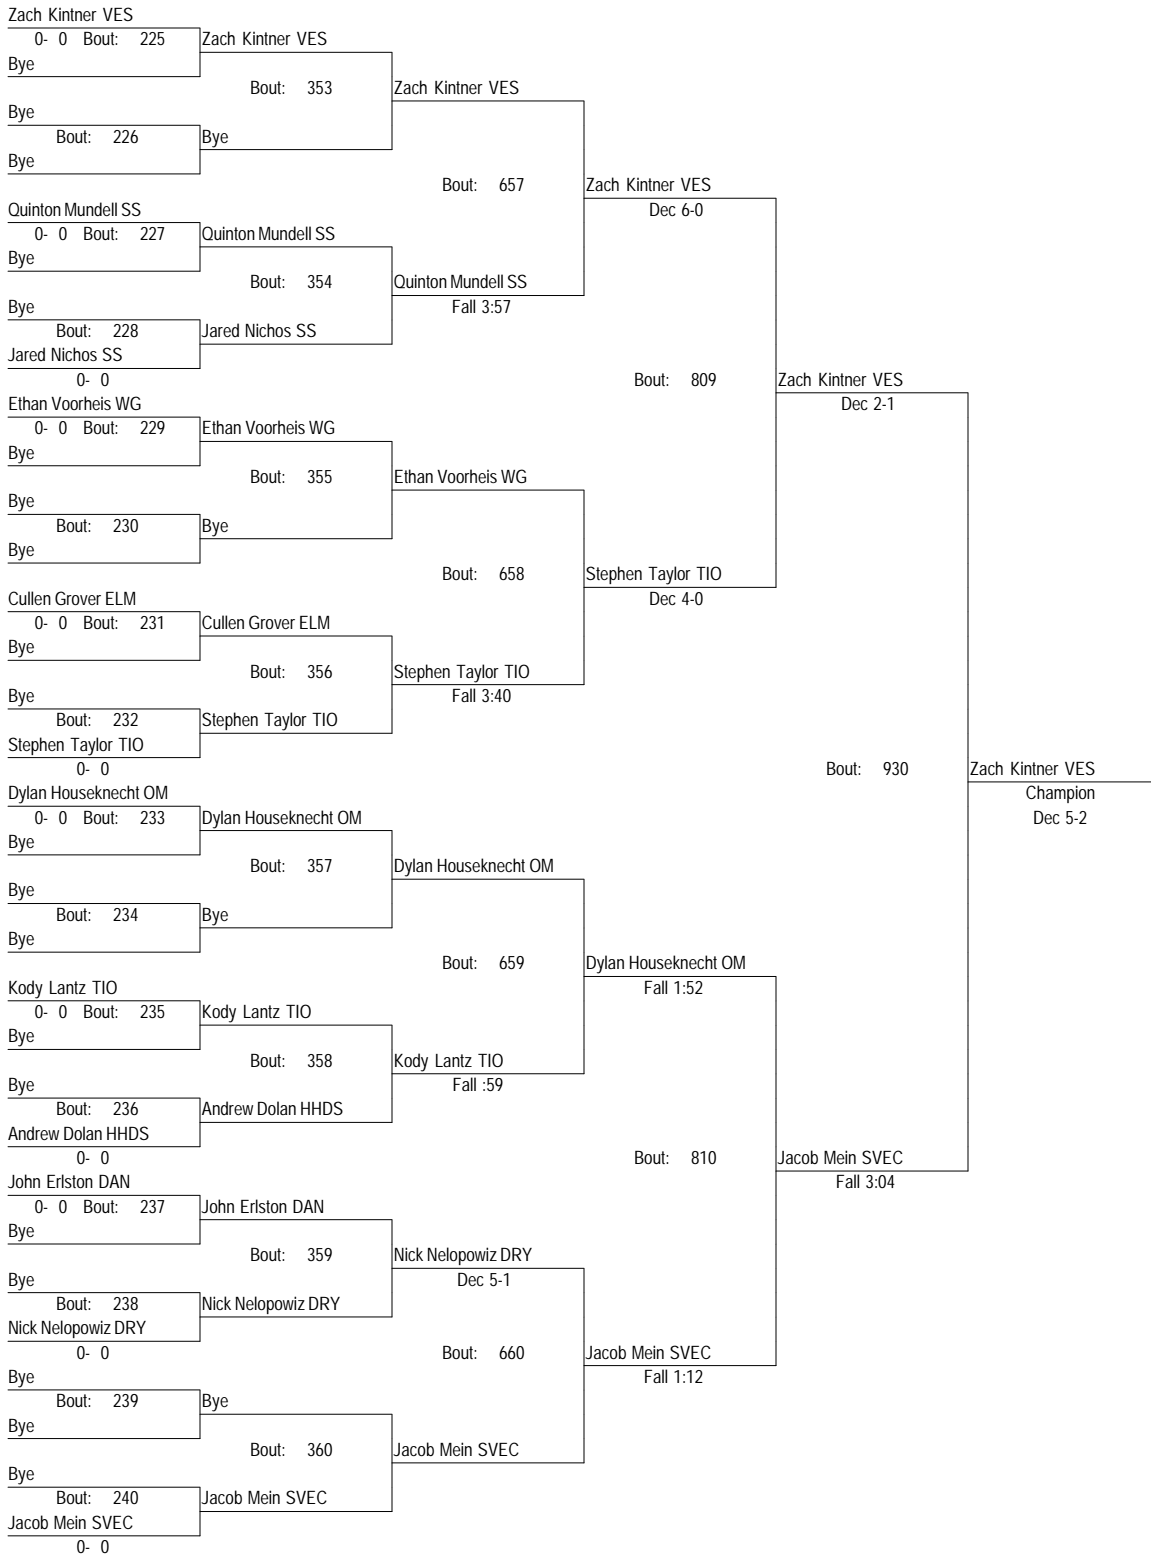 Zach Kintner VES
0- 0 Bout: 225 Zach Kintner VES
Bye
Bout: 353 Zach Kintner VES
Bye
Bout: 226 Bye
Bye
Bout: 657 Zach Kintner VES
Dec 6-0
Quinton Mundell SS
0- 0 Bout: 227 Quinton Mundell SS
Bye
Bout: 354 Quinton Mundell SS
Fall 3:57
Bye
Bout: 228 Jared Nichos SS
Jared Nichos SS
0- 0
Bout: 809 Zach Kintner VES
Dec 2-1
Ethan Voorheis WG
0- 0 Bout: 229 Ethan Voorheis WG
Bye
Bout: 355 Ethan Voorheis WG
Bye
Bout: 230 Bye
Bye
Bout: 658 Stephen Taylor TIO
Dec 4-0
Cullen Grover ELM
0- 0 Bout: 231 Cullen Grover ELM
Bye
Bout: 356 Stephen Taylor TIO
Fall 3:40
Bye
Bout: 232 Stephen Taylor TIO
Stephen Taylor TIO
0- 0
Bout: 930 Zach Kintner VES
Champion
Dec 5-2
Dylan Houseknecht OM
0- 0 Bout: 233 Dylan Houseknecht OM
Bye
Bout: 357 Dylan Houseknecht OM
Bye
Bout: 234 Bye
Bye
Bout: 659 Dylan Houseknecht OM
Fall 1:52
Kody Lantz TIO
0- 0 Bout: 235 Kody Lantz TIO
Bye
Bout: 358 Kody Lantz TIO
Fall :59
Bye
Bout: 236 Andrew Dolan HHDS
Andrew Dolan HHDS
0- 0
Bout: 810 Jacob Mein SVEC
Fall 3:04
John Erlston DAN
0- 0 Bout: 237 John Erlston DAN
Bye
Bout: 359 Nick Nelopowiz DRY
Dec 5-1
Bye
Bout: 238 Nick Nelopowiz DRY
Nick Nelopowiz DRY
0- 0
Bout: 660 Jacob Mein SVEC
Fall 1:12
Bye
Bout: 239 Bye
Bye
Bout: 360 Jacob Mein SVEC
Bye
Bout: 240 Jacob Mein SVEC
Jacob Mein SVEC
0- 0